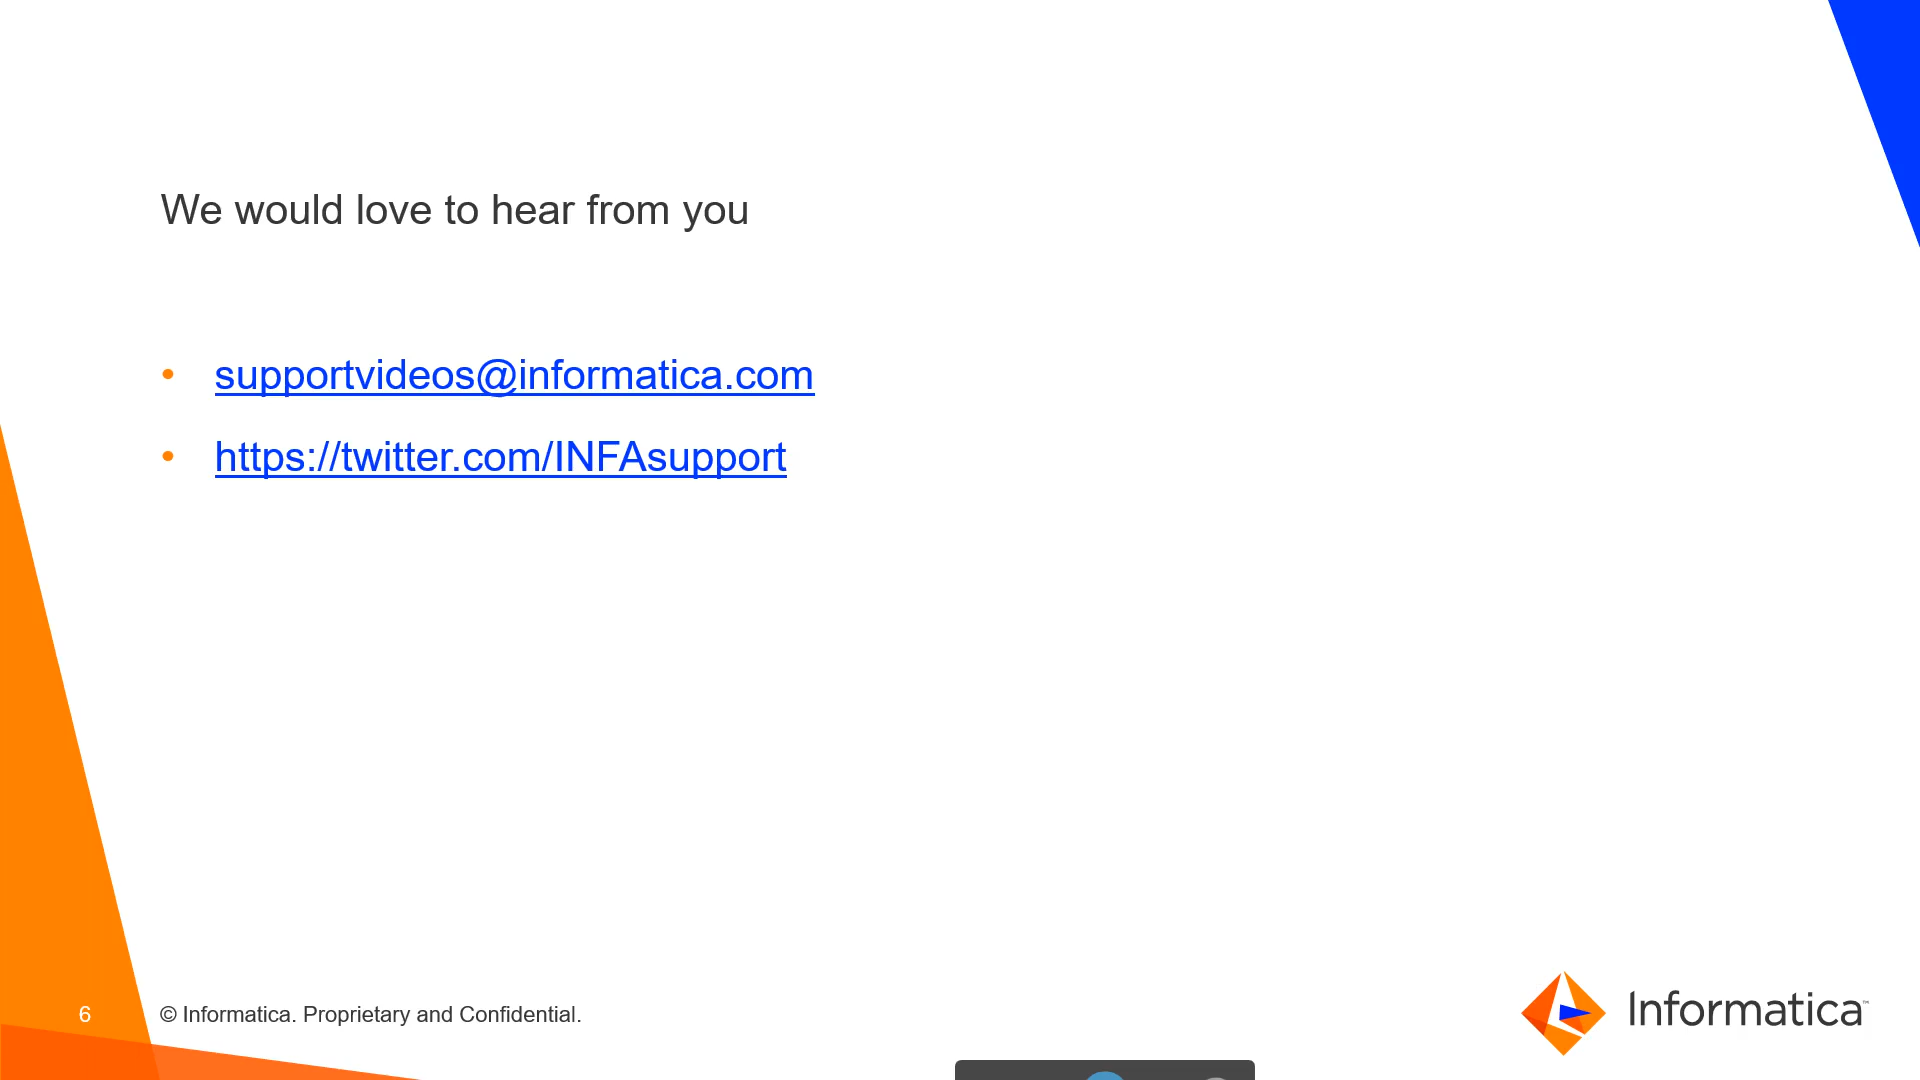 We would love to hear from you
• supportvideos@informatica.com
• https://twitter.com/INFAsupport
6
© Informatica. Proprietary and Confidential.
Informatica™